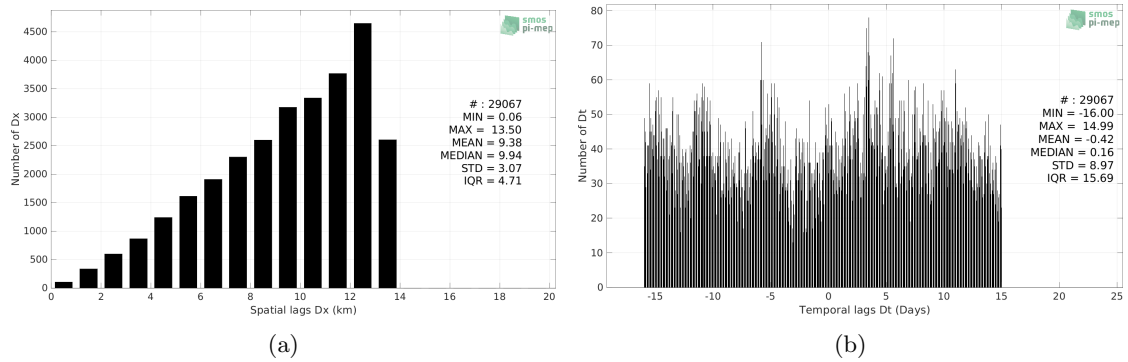 smos
pi-mep
4500
4000
3500
3000
2500
2000
1500
1000
500
0
Number of Dx
# : 29067
MIN = 0.06
MAX = 13.50
MEAN = 9.38
MEDIAN = 9.94
STD = 3.07
IQR = 4.71
0 2 4 6 8 10 12 14 16 18 20
Spatial lags Dx (km)
(a)
smos
pi-mep
80
70
60
50
40
30
20
10
0
Number of Dt
# : 29067
MIN = -16.00
MAX = 14.99
MEAN = -0.42
MEDIAN = 0.16
STD = 8.97
IQR = 15.69
-15 -10 -5 0 5 10 15 20 25
Temporal lags Dt (Days)
(b)